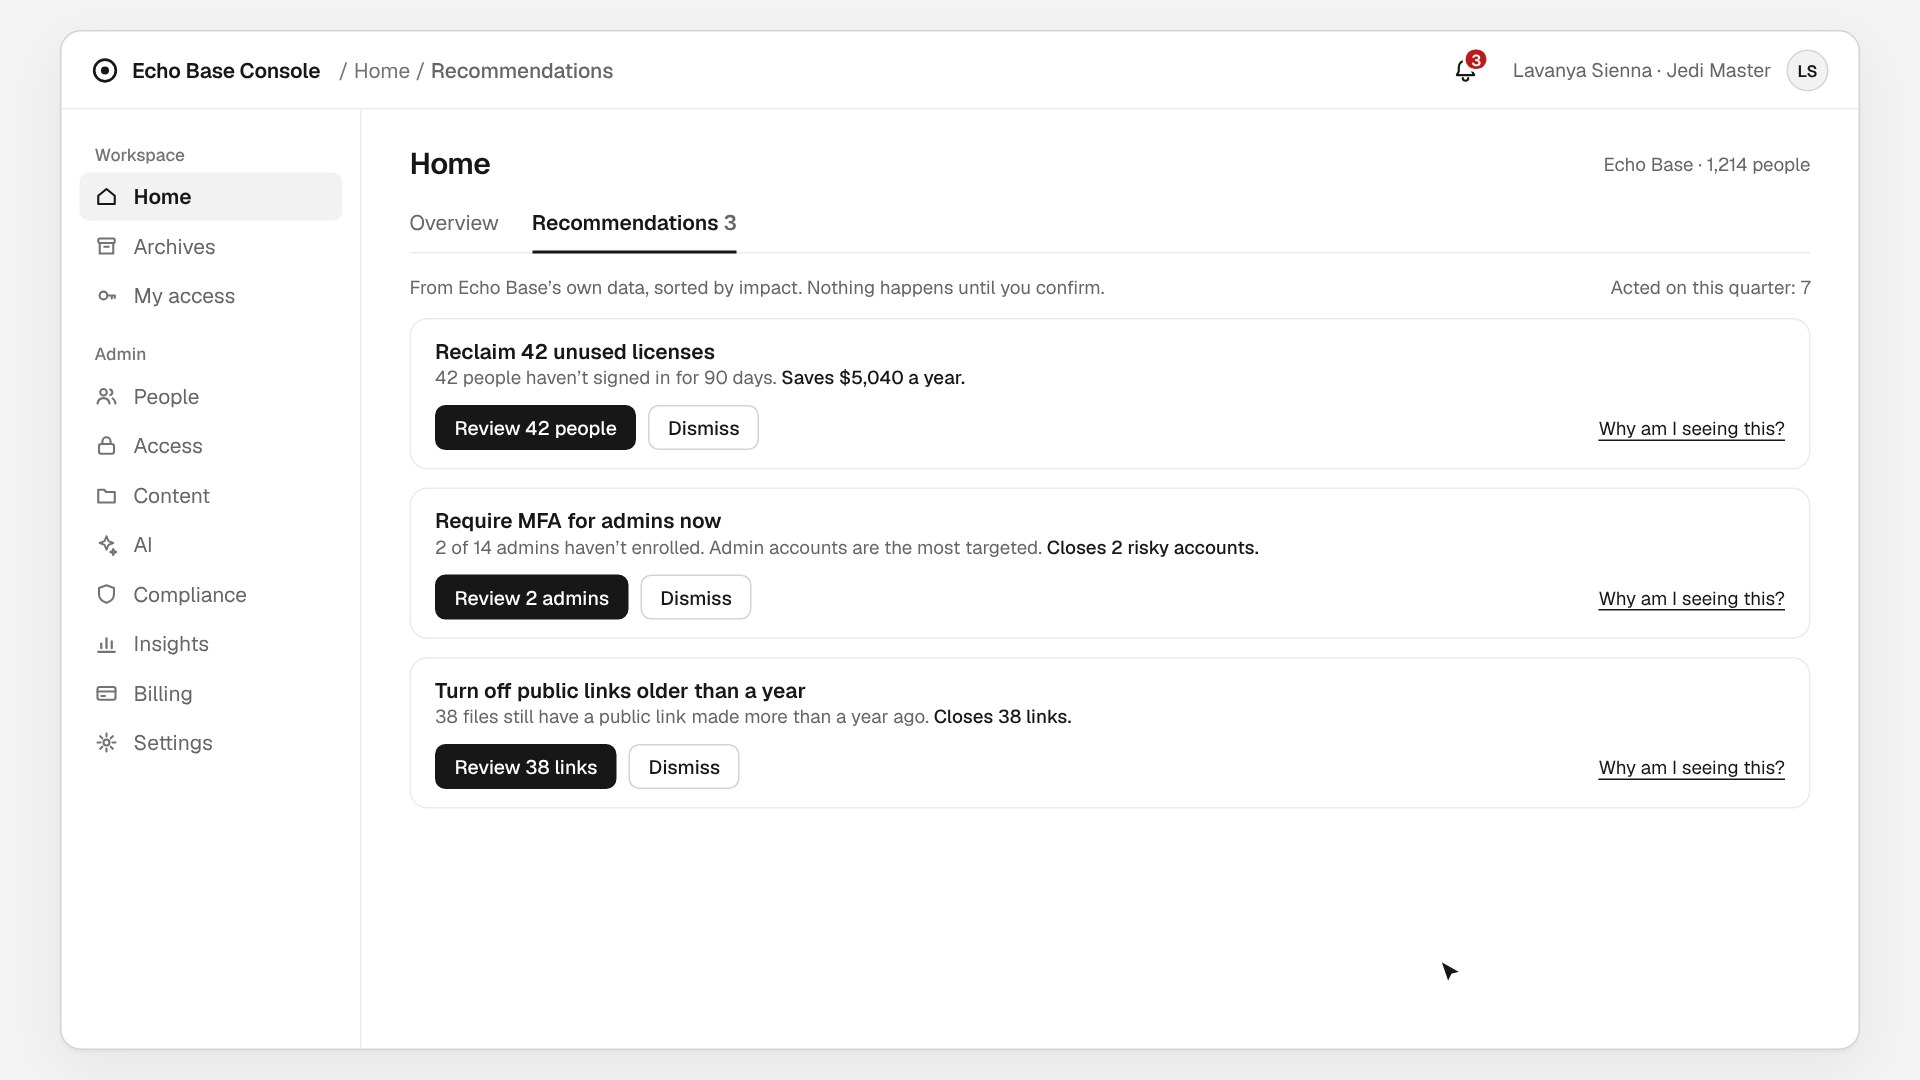 Echo Base Console / Home / Recommendations
3
Lavanya Sienna · Jedi Master
LS
Workspace
Home
Archives
My access
Admin
People
Access
Content
AI
Compliance
Insights
Billing
Settings
Home
Echo Base · 1,214 people
Overview
Recommendations 3
From Echo Base’s own data, sorted by impact. Nothing happens until you confirm.
Acted on this quarter: 7
Reclaim 42 unused licenses
42 people haven’t signed in for 90 days. Saves $5,040 a year.
Review 42 people
Dismiss
Why am I seeing this?
Require MFA for admins now
2 of 14 admins haven’t enrolled. Admin accounts are the most targeted. Closes 2 risky accounts.
Review 2 admins
Dismiss
Why am I seeing this?
Turn off public links older than a year
38 files still have a public link made more than a year ago. Closes 38 links.
Review 38 links
Dismiss
Why am I seeing this?